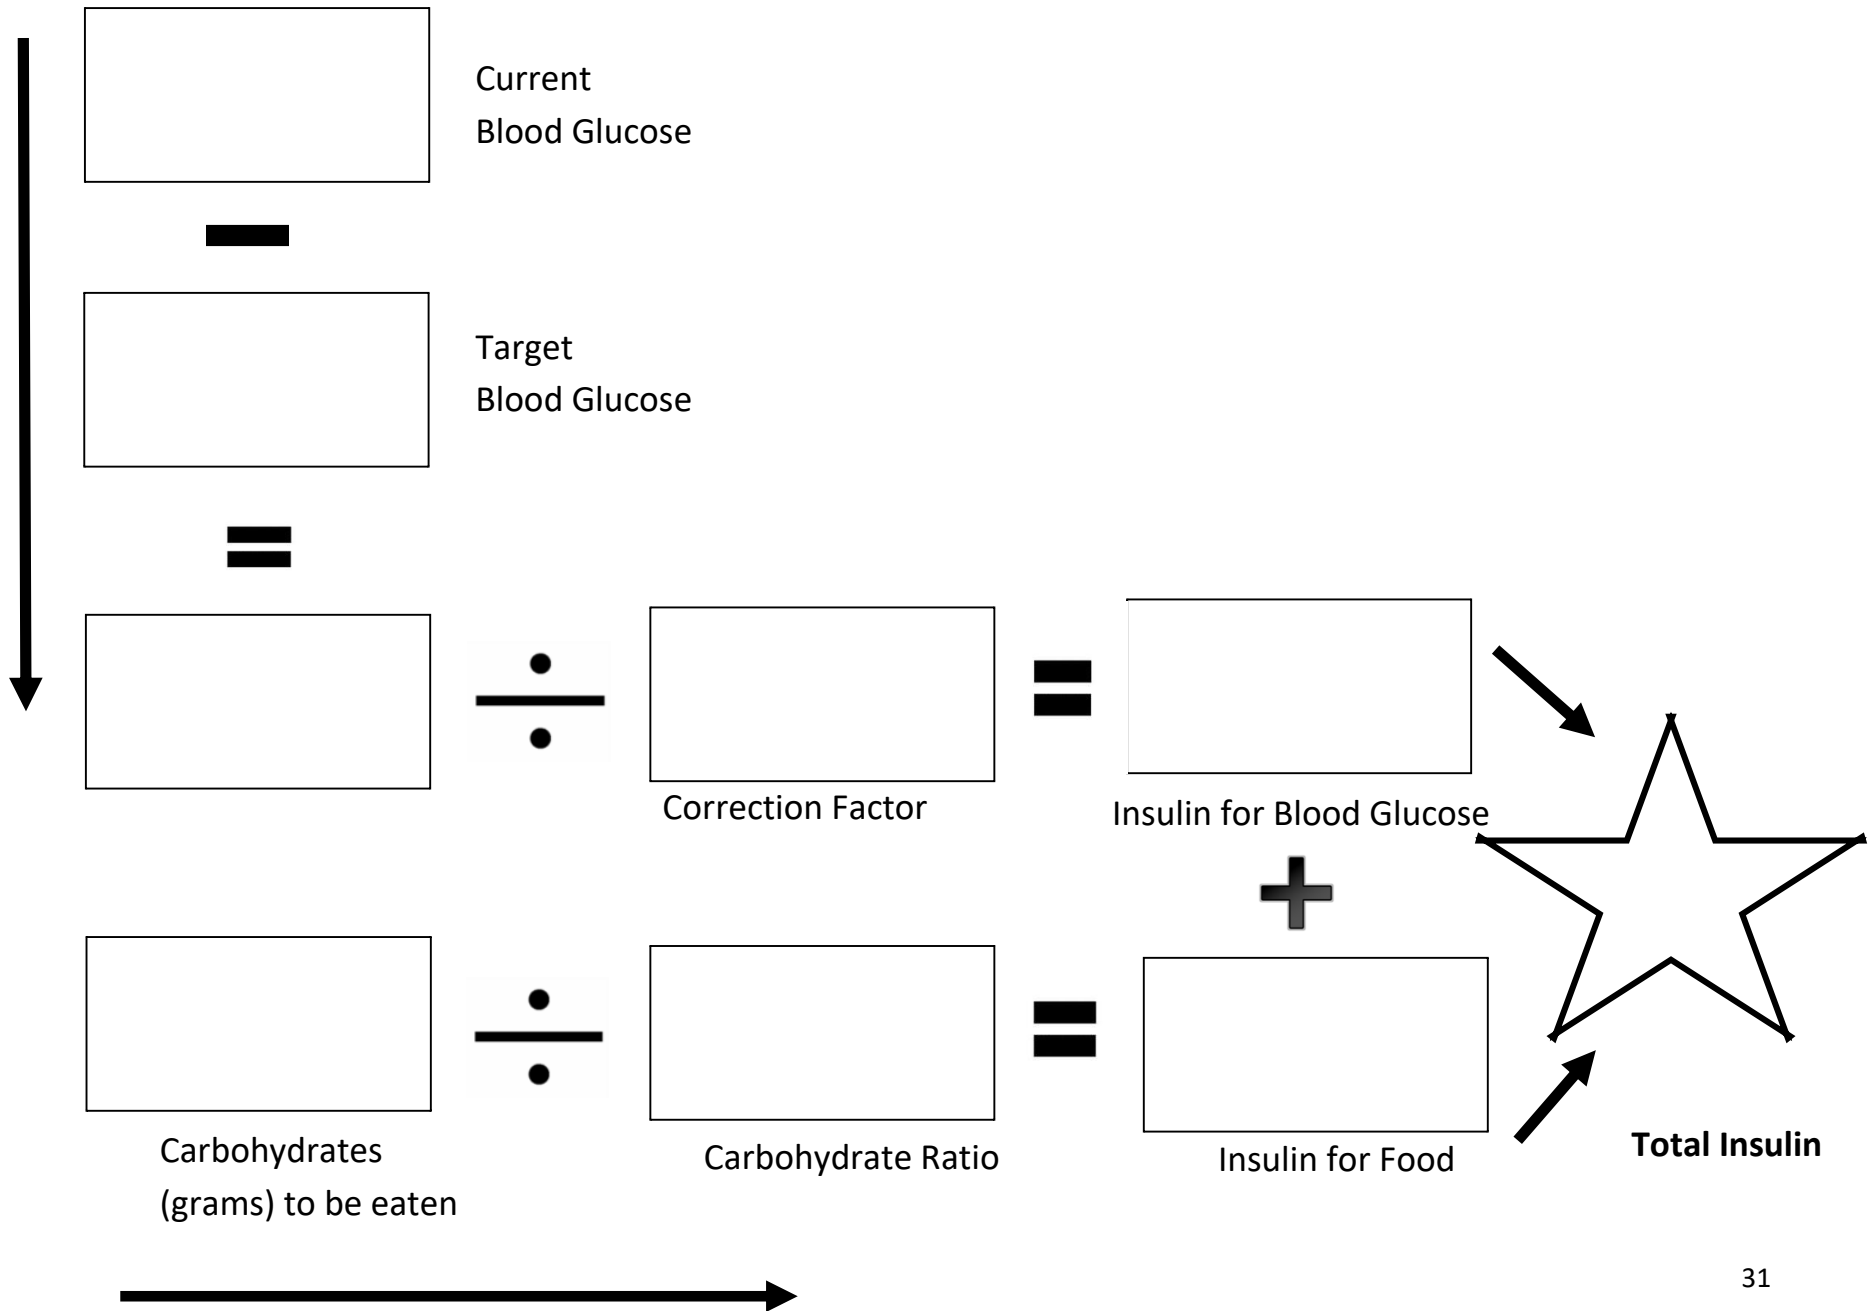 Current
Blood Glucose
Target
Blood Glucose
Correction Factor
Insulin for Blood Glucose
Carbohydrates
(grams) to be eaten
Carbohydrate Ratio
Insulin for Food
Total Insulin
31